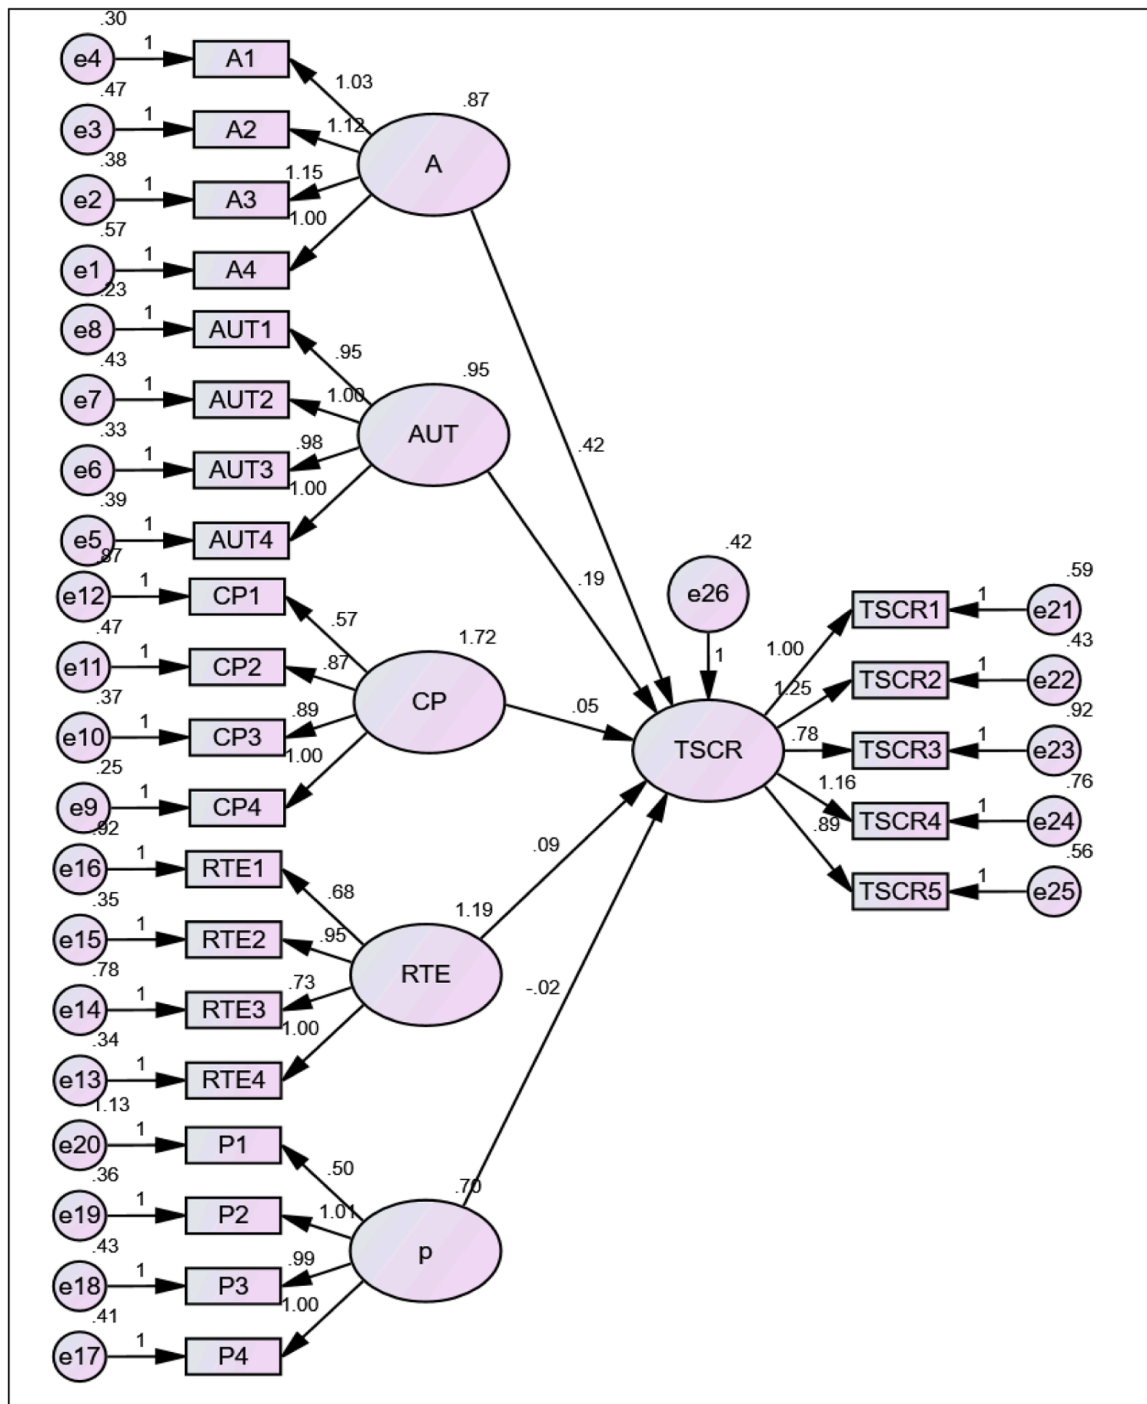 .30
e4 1 A1
1.03
.47
.87
e3 1 A2
1.12
A
.38
1.15
e2 1 A3
1.00
.57
e1 1 A4
.23
e8 1 AUT1
.95
.43
.95
e7 1 AUT2
1.00
AUT
.33
.98
.42
e6 1 AUT3
1.00
.39
e5 1 AUT4
.42
.87
.59
.19
e12 1 CP1
e26
TSCR1 1 e21
.57
.47
1.72
1
1.00
.43
e11 1 CP2
.87
1.25
TSCR2 1 e22
CP
.37
.89
.05
.92
e10 1 CP3
1.00
TSCR
.78
TSCR3 1 e23
.25
1.16
.76
e9 1 CP4
.89
TSCR4 1 e24
.92
.09
.56
e16 1 RTE1
.68
TSCR5 1 e25
.35
1.19
e15 1 RTE2
.95
RTE
.78
.73
-.02
e14 1 RTE3
1.00
.34
e13 1 RTE4
1.13
e20 1 P1
.50
.36
.70
e19 1 P2
1.01
p
.43
.99
e18 1 P3
1.00
.41
e17 1 P4